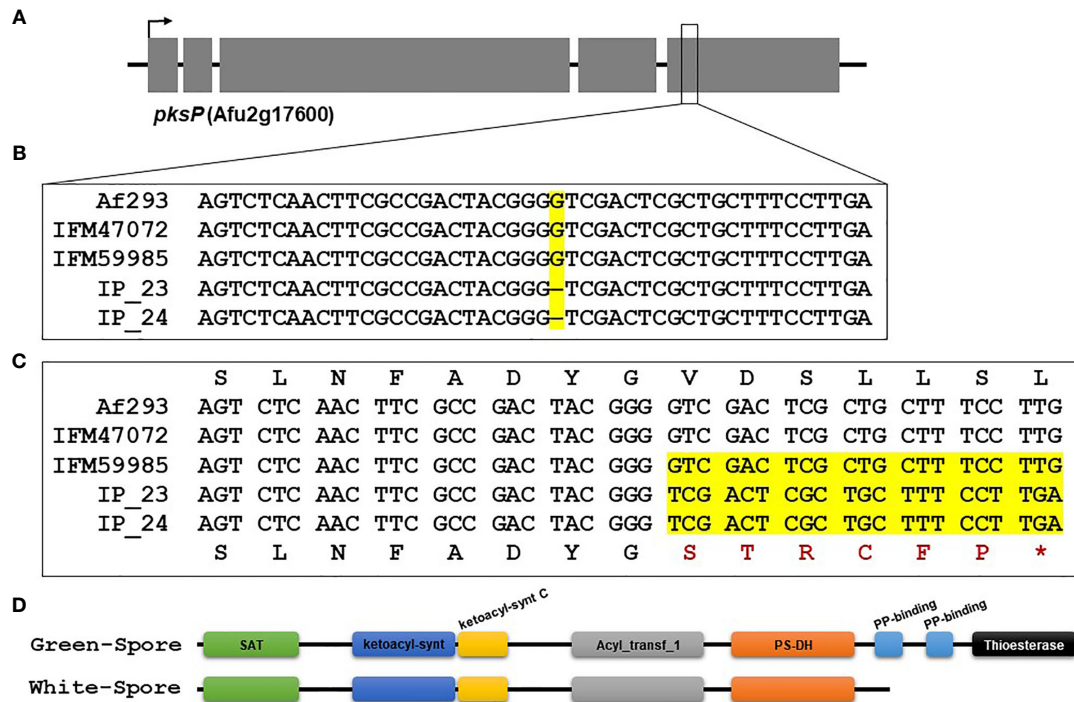 A
pksP (Afu2g17600)
B
Af293 AGTCTCAACTTCGCCGACTACGGGGTCGACTCGCTGCTTTCCTTGA
IFM47072 AGTCTCAACTTCGCCGACTACGGGGTCGACTCGCTGCTTTCCTTGA
IFM59985 AGTCTCAACTTCGCCGACTACGGGGTCGACTCGCTGCTTTCCTTGA
IP_23 AGTCTCAACTTCGCCGACTACGGG–TCGACTCGCTGCTTTCCTTGA
IP_24 AGTCTCAACTTCGCCGACTACGGG–TCGACTCGCTGCTTTCCTTGA
C
S L N F A D Y G V D S L L S L
Af293 AGT CTC AAC TTC GCC GAC TAC GGG GTC GAC TCG CTG CTT TCC TTG
IFM47072 AGT CTC AAC TTC GCC GAC TAC GGG GTC GAC TCG CTG CTT TCC TTG
IFM59985 AGT CTC AAC TTC GCC GAC TAC GGG GTC GAC TCG CTG CTT TCC TTG
IP_23 AGT CTC AAC TTC GCC GAC TAC GGG TCG ACT CGC TGC TTT CCT TGA
IP_24 AGT CTC AAC TTC GCC GAC TAC GGG TCG ACT CGC TGC TTT CCT TGA
S L N F A D Y G S T R C F P *
D
ketoacyl-synt C PP-binding PP-binding
Green-Spore SAT ketoacyl-synt Acyl_transf_1 PS-DH Thioesterase
White-Spore